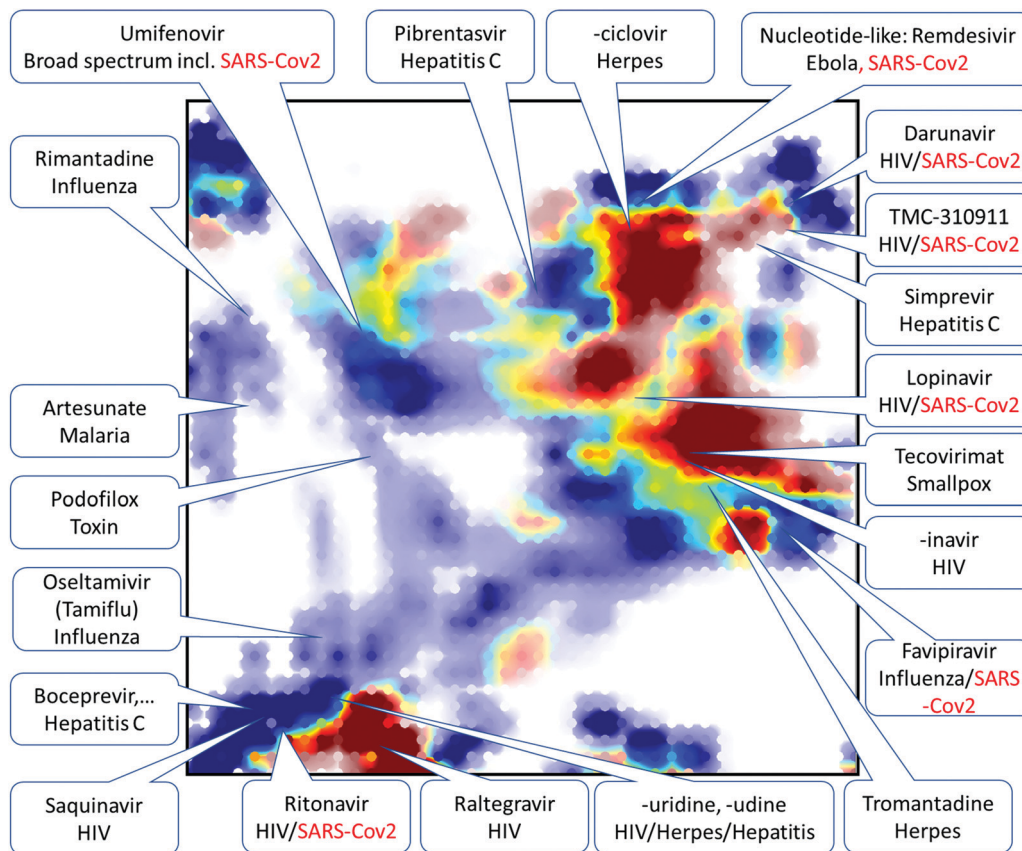 Umifenovir
Broad spectrum incl. SARS-Cov2
Pibrentasvir
Hepatitis C
-ciclovir
Herpes
Nucleotide-like: Remdesivir
Ebola, SARS-Cov2
Rimantadine
Influenza
Darunavir
HIV/SARS-Cov2
TMC-310911
HIV/SARS-Cov2
Simprevir
Hepatitis C
Artesunate
Malaria
Lopinavir
HIV/SARS-Cov2
Podofilox
Toxin
Tecovirimat
Smallpox
-inavir
HIV
Oseltamivir
(Tamiflu)
Influenza
Boceprevir,...
Hepatitis C
Favipiravir
Influenza/SARS
-Cov2
Saquinavir
HIV
Ritonavir
HIV/SARS-Cov2
Raltegravir
HIV
-uridine, -udine
HIV/Herpes/Hepatitis
Tromantadine
Herpes